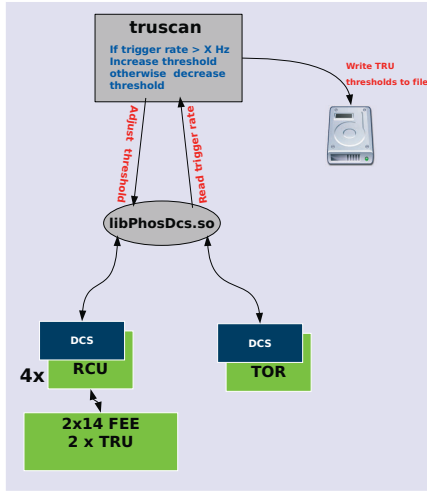 truscan
If trigger rate > X Hz
Increase threshold
otherwise decrease
threshold
Write TRU
thresholds to file
Adjust threshold
Read trigger rate
libPhosDcs.so
DCS
RCU
4x
DCS
TOR
2x14 FEE
2 x TRU